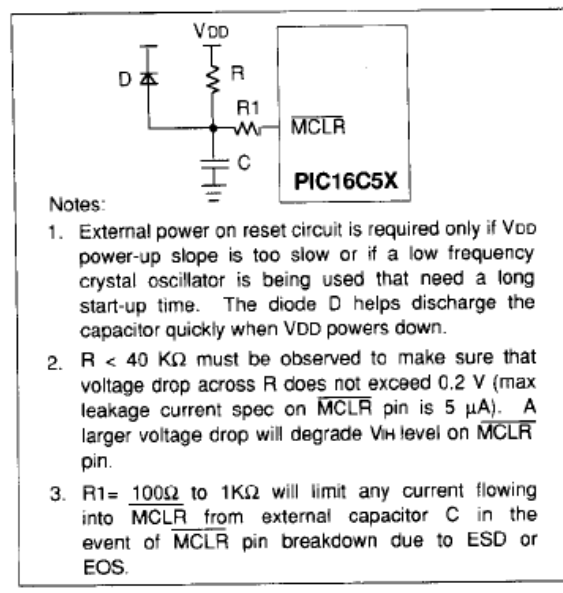 VDD
D
R
R1
MCLR
C
PIC16C5X
Notes:
1. External power on reset circuit is required only if VDD
power-up slope is too slow or if a low frequency
crystal oscillator is being used that need a long
start-up time. The diode D helps discharge the
capacitor quickly when VDD powers down.
2. R < 40 KΩ must be observed to make sure that
voltage drop across R does not exceed 0.2 V (max
leakage current spec on MCLR pin is 5 μA). A
larger voltage drop will degrade VIH level on MCLR
pin.
3. R1= 100Ω to 1KΩ will limit any current flowing
into MCLR from external capacitor C in the
event of MCLR pin breakdown due to ESD or
EOS.